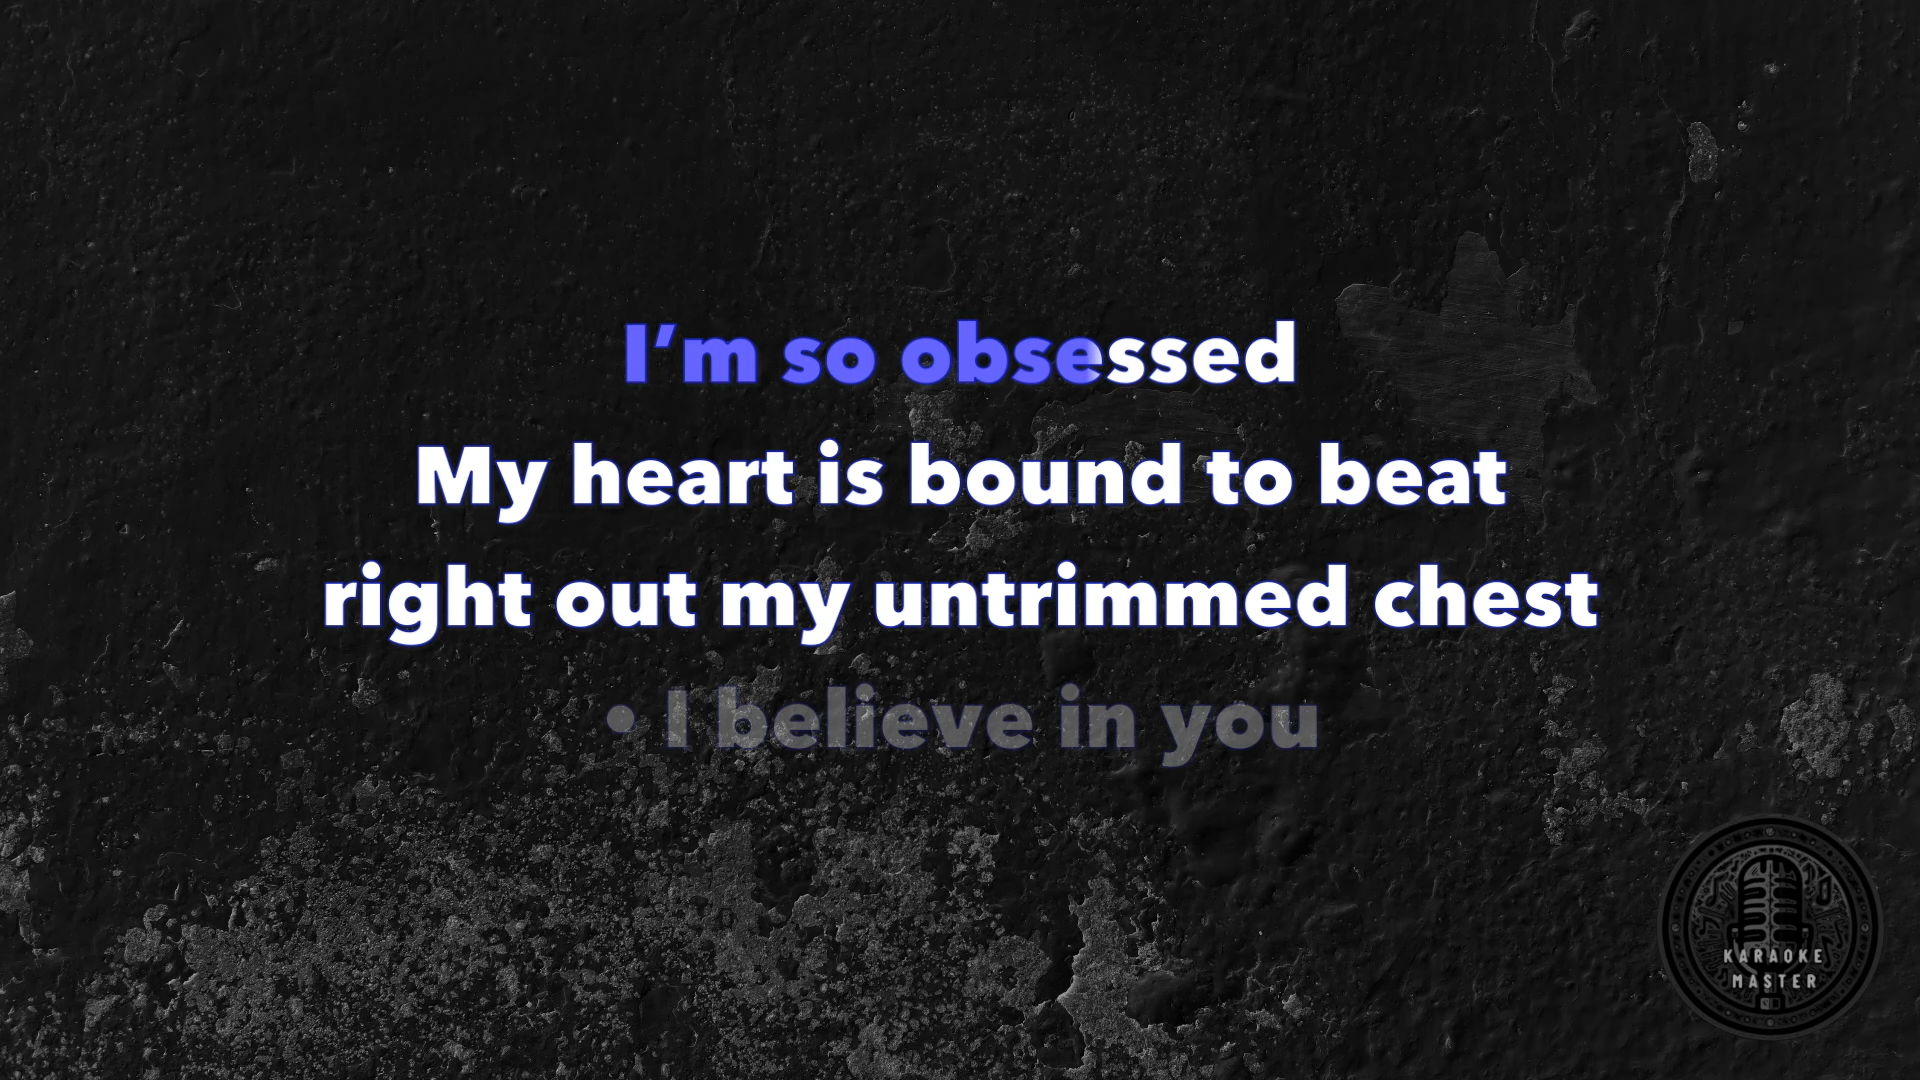 I’m so obsessed
My heart is bound to beat
right out my untrimmed chest
• I believe in you
KARAOKE
MASTER